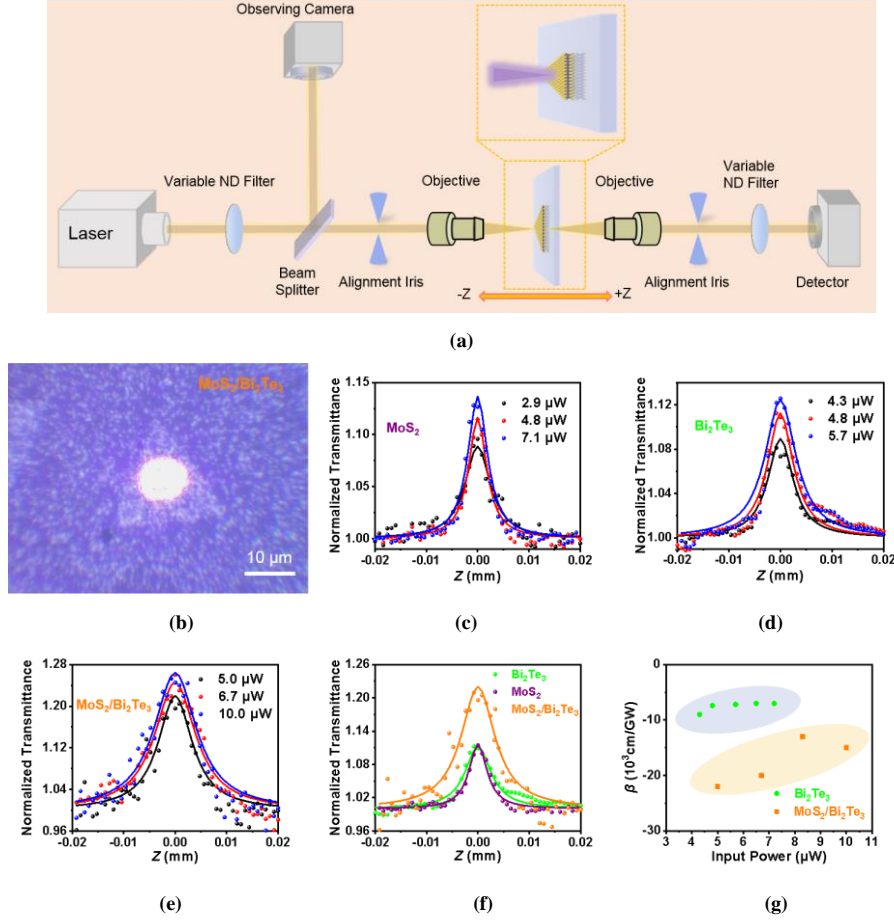 Observing Camera
Variable ND Filter
Objective
Objective
Variable
ND Filter
Laser
Beam
Splitter
Alignment Iris
-Z
+Z
Alignment Iris
Detector
(a)
MoS₂/Bi₂Te₃
10 μm
(b)
Normalized Transmittance
1.15
1.10
1.05
1.00
MoS₂
2.9 μW
4.8 μW
7.1 μW
-0.02
-0.01
0.00
0.01
0.02
Z (mm)
(c)
Normalized Transmittance
1.12
1.08
1.04
1.00
Bi₂Te₃
4.3 μW
4.8 μW
5.7 μW
-0.02
-0.01
0.00
0.01
0.02
Z (mm)
(d)
Normalized Transmittance
1.28
1.20
1.12
1.04
0.96
MoS₂/Bi₂Te₃
5.0 μW
6.7 μW
10.0 μW
-0.02
-0.01
0.00
0.01
0.02
Z (mm)
(e)
Normalized Transmittance
1.26
1.20
1.14
1.08
1.02
0.96
Bi₂Te₃
MoS₂
MoS₂/Bi₂Te₃
-0.02
-0.01
0.00
0.01
0.02
Z (mm)
(f)
β (10³cm/GW)
0
-10
-20
-30
Bi₂Te₃
MoS₂/Bi₂Te₃
3
4
5
6
7
8
9
10
11
Input Power (μW)
(g)